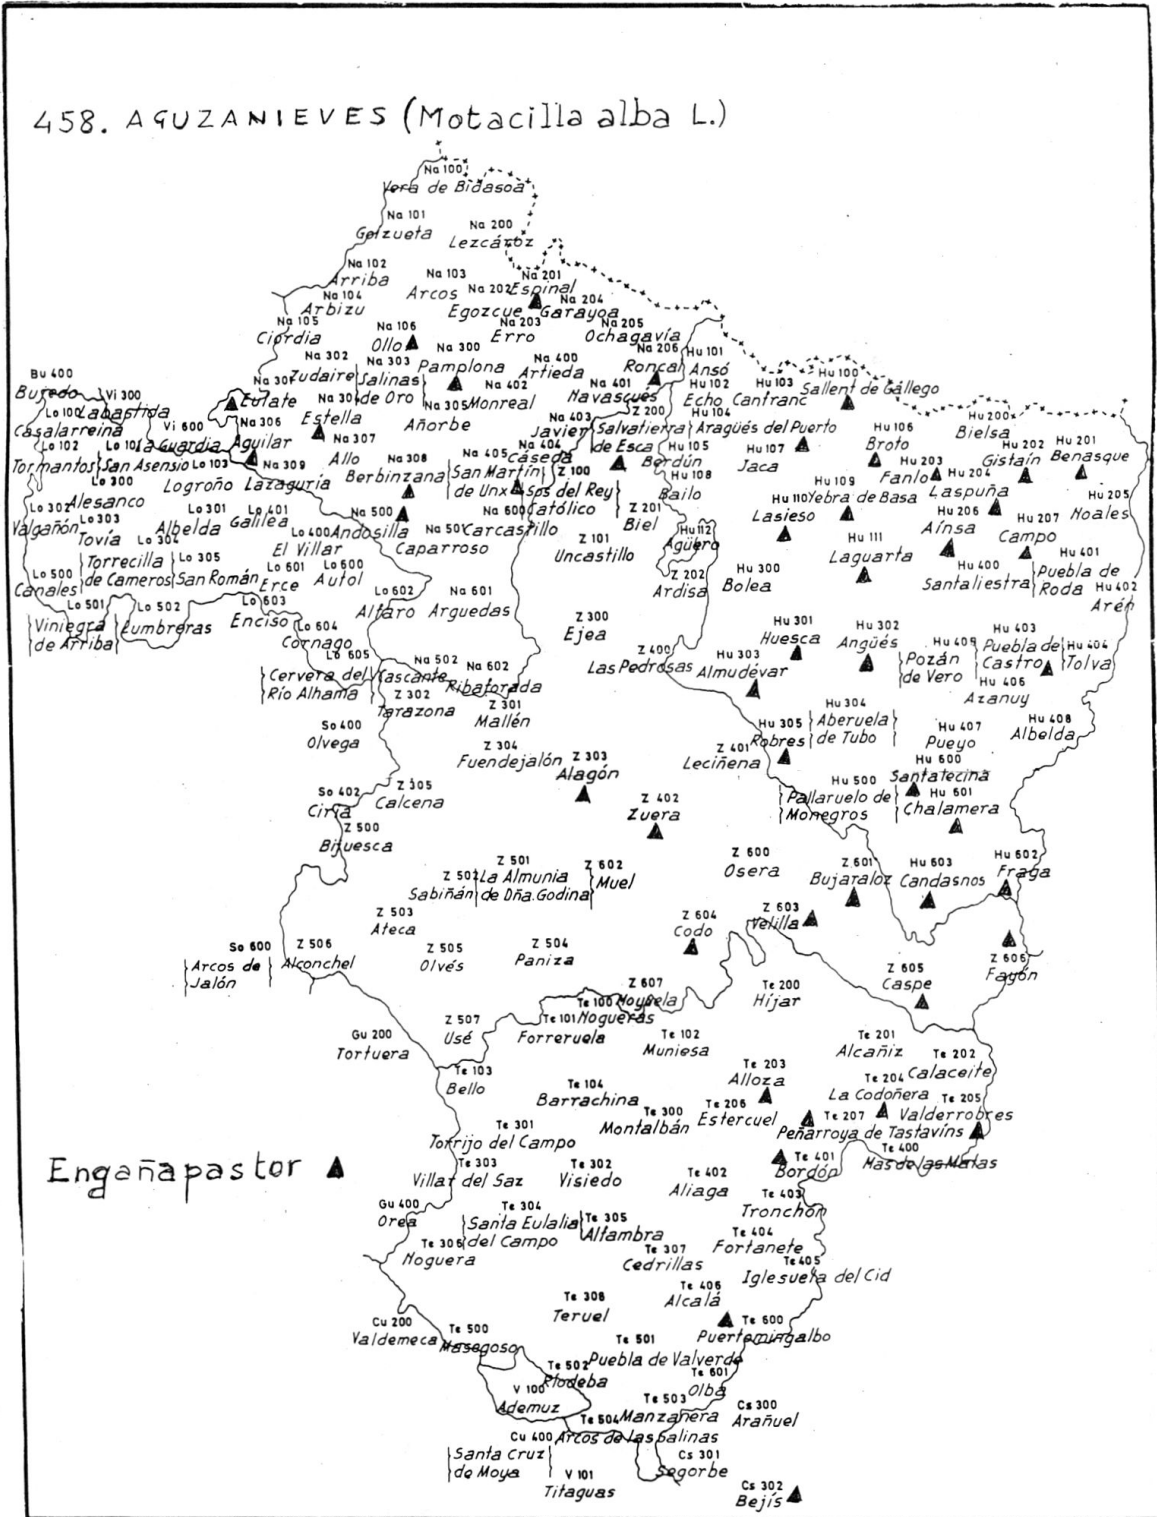 458. AGUZANIEVES (Motacilla alba L.)
Na 100
Vera de Bidasoa
Na 101
Goizueta
Na 200
Lezcároz
Na 102
Arriba
Na 103
Arcos
Na 201
Espinal
Na 104
Arbizu
Na 202
Egozcue
Na 204
Garayoa
Na 105
Ciordia
Na 106
Ollo
Na 203
Erro
Na 205
Ochagavía
Na 302
Zudaire
Na 303
Salinas
de Oro
Na 300
Pamplona
Na 400
Artieda
Na 206
Roncal
Hu 101
Ansó
Hu 100
Sallent de Gállego
Bu 400
Bujedo
Vi 300
Labastida
Na 301
Eulate
Na 402
Monreal
Na 401
Navascués
Hu 102
Echo
Hu 103
Cantranc
Lo 100
Casalarreina
Vi 600
La Guardia
Na 306
Aguilar
Na 30
Estella
Na 305
Añorbe
Na 403
Javier
Z 200
Salvatierra
de Esca
Hu 104
Aragüés del Puerto
Hu 106
Broto
Hu 200
Bielsa
Hu 202
Gistaín
Hu 201
Benasque
Lo 102
Tormantos
Lo 101
San Asensio
Lo 103
Logroño
Na 309
Lazaguría
Na 307
Allo
Na 308
Berbinzana
Na 405
San Martín
de Unx
Na 404
Cáseda
Z 100
Sos del Rey
Católico
Hu 105
Berdún
Hu 107
Jaca
Hu 203
Fanlo
Hu 204
Laspuña
Lo 300
Alesanco
Hu 108
Bailo
Hu 109
Yebra de Basa
Hu 110
Lasieso
Hu 205
Noales
Lo 302
Valgañón
Lo 303
Tovía
Lo 301
Albelda
Lo 401
Galilea
Na 500
Andosilla
Na 600
Carcastillo
Z 201
Biel
Hu 206
Aínsa
Hu 207
Campo
Lo 304
Torrecilla
de Cameros
Lo 305
San Román
Lo 400
El Villar
Na 501
Caparroso
Z 101
Uncastillo
Hu 112
Agüero
Hu 111
Laguarta
Hu 401
Puebla de
Roda
Lo 500
Canales
Lo 601
Erce
Lo 600
Autol
Z 202
Ardisa
Hu 300
Bolea
Hu 400
Santaliestra
Hu 402
Arén
Lo 501
Viniegra
de Arriba
Lo 502
Lumbreras
Lo 603
Enciso
Lo 602
Alfaro
Na 601
Arguedas
Z 300
Ejea
Hu 301
Huesca
Hu 302
Angüés
Lo 604
Cornago
Hu 409
Pozán
de Vero
Hu 403
Puebla de
Castro
Hu 404
Tolva
Lo 605
Cervera del
Río Alhama
Na 502
Cascante
Na 602
Ribaforada
Z 400
Las Pedrosas
Hu 303
Almudévar
Hu 406
Azanuy
Z 302
Tarazona
Z 301
Mallén
Hu 304
Aberuela
de Tubo
So 400
Olvega
Z 304
Fuendejalón
Z 303
Alagón
Z 401
Leciñena
Hu 305
Robres
Hu 407
Pueyo
Hu 408
Albelda
Hu 600
Santalecina
So 402
Ciria
Z 305
Calcena
Z 402
Zuera
Hu 500
Pallaruelo de
Monegros
Hu 601
Chalamera
Z 500
Bijuesca
Z 502
Sabiñán
Z 501
La Almunia
de Dña. Godina
Z 602
Muel
Z 600
Osera
Z 601
Bujaraloz
Hu 603
Candasnos
Hu 602
Fraga
Z 503
Ateca
Z 604
Codo
Z 603
Velilla
So 600
Arcos de
Jalón
Z 506
Alconchel
Z 505
Olvés
Z 504
Paniza
Z 605
Caspe
Z 606
Fayón
Z 607
Moyuela
Te 200
Híjar
Te 100
Nogueras
Gu 200
Tortuera
Z 507
Usé
Te 101
Forreruela
Te 102
Muniesa
Te 201
Alcañiz
Te 202
Calaceite
Te 103
Bello
Te 104
Barrachina
Te 203
Alloza
Te 204
La Codoñera
Te 205
Valderrobres
Te 300
Montalbán
Te 206
Estercuel
Te 207
Peñarroya de Tastavíns
Te 301
Torrijo del Campo
Te 400
Mas de las Matas
Engañapastor
Te 303
Villar del Saz
Te 302
Visiedo
Te 402
Aliaga
Te 401
Bordón
Te 403
Tronchón
Gu 400
Orea
Te 304
Santa Eulalia
del Campo
Te 305
Alfambra
Te 404
Fortanete
Te 306
Noguera
Te 307
Cedrillas
Te 405
Iglesuela del Cid
Te 308
Teruel
Te 406
Alcalá
Cu 200
Valdemeca
Te 500
Masegoso
Te 600
Puertomingalbo
Te 501
Puebla de Valverde
Te 502
Riodeba
Te 601
Olba
V 100
Ademuz
Te 503
Manzanera
Cs 300
Arañuel
Te 504
Arcos de las Salinas
Cu 400
Santa Cruz
de Moya
V 101
Titaguas
Cs 301
Segorbe
Cs 302
Bejís